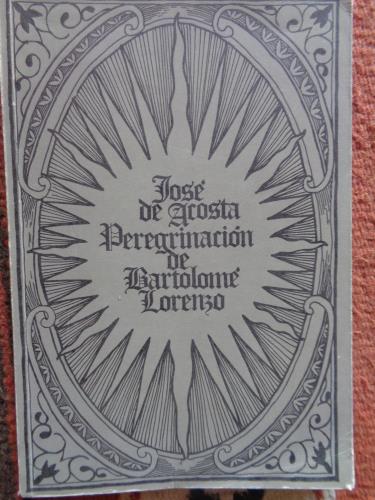 José
de Acosta
Peregrinación
de
Bartolomé
Lorenzo